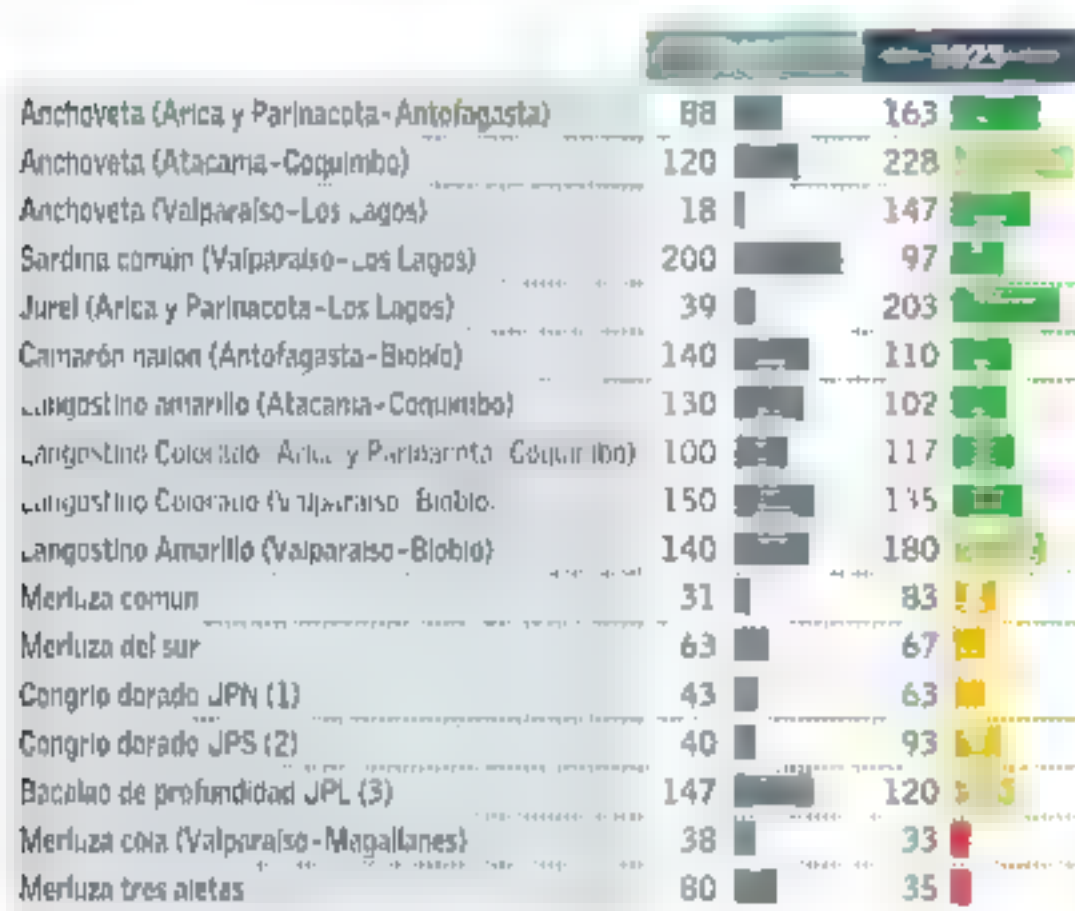 2023
Anchoveta (Arica y Parinacota-Antofagasta) 88 163
Anchoveta (Atacama-Coquimbo) 120 228
Anchoveta (Valparaíso-Los Lagos) 18 147
Sardina común (Valparaíso-Los Lagos) 200 97
Jurel (Arica y Parinacota-Los Lagos) 39 203
Camarón nailon (Antofagasta-Biobío) 140 110
Langostino amarillo (Atacama-Coquimbo) 130 102
Langostino Colorado Arica y Parinacota Coquimbo) 100 117
Langostino Colorado (Valparaíso Biobío. 150 135
Langostino Amarillo (Valparaíso-Biobío) 140 180
Merluza común 31 83
Merluza del sur 63 67
Congrio dorado JPN (1) 43 63
Congrio dorado JPS (2) 40 93
Bacalao de profundidad JPL (3) 147 120
Merluza cola (Valparaíso-Magallanes) 38 33
Merluza tres aletas 80 35